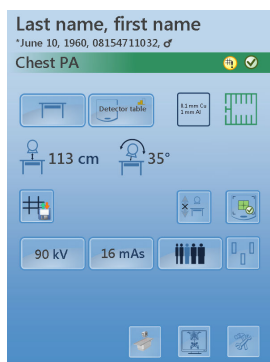 Last name, first name
*June 10, 1960, 08154711032, ♂
Chest PA
Detector table
0.1 mm Cu
1 mm Al
113 cm
35°
90 kV
16 mAs